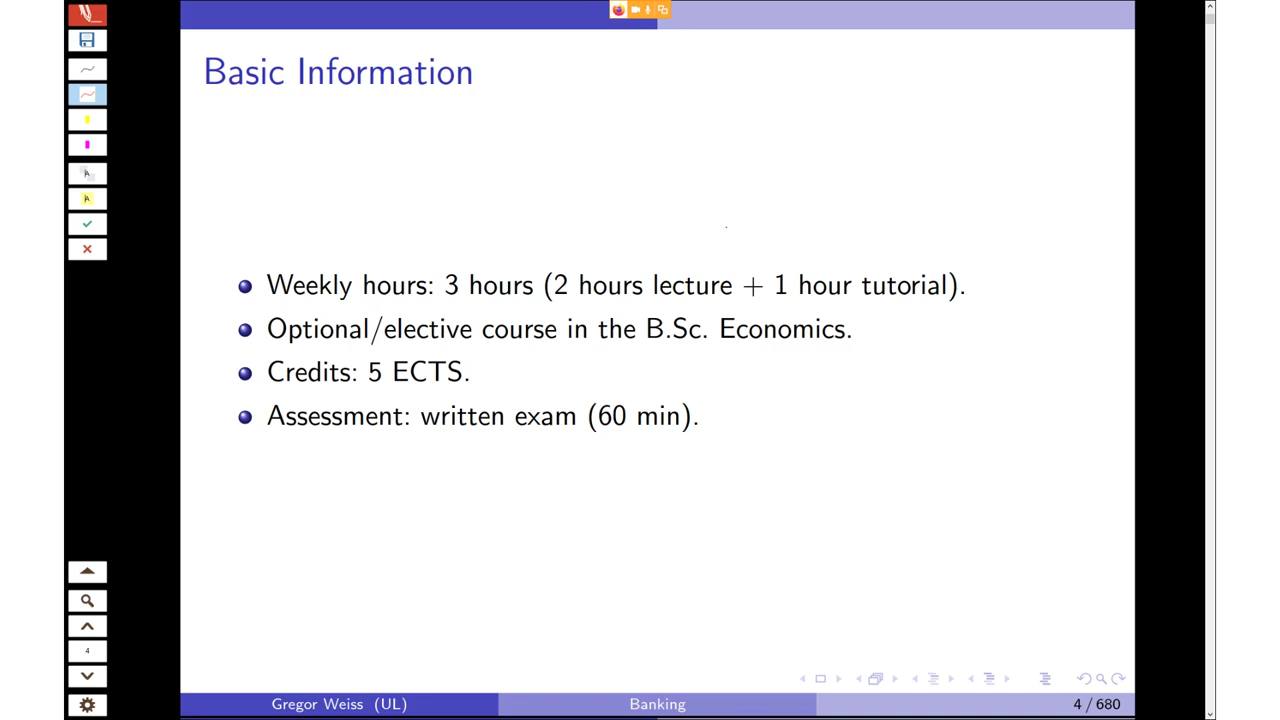 Basic Information
Weekly hours: 3 hours (2 hours lecture + 1 hour tutorial).
Optional/elective course in the B.Sc. Economics.
Credits: 5 ECTS.
Assessment: written exam (60 min).
4
Gregor Weiss (UL) Banking 4 / 680